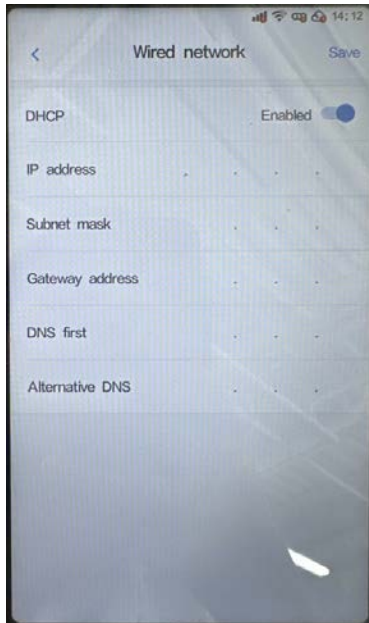 14:12
< Wired network Save
DHCP Enabled
IP address . . .
Subnet mask . . .
Gateway address . . .
DNS first . . .
Alternative DNS . . .